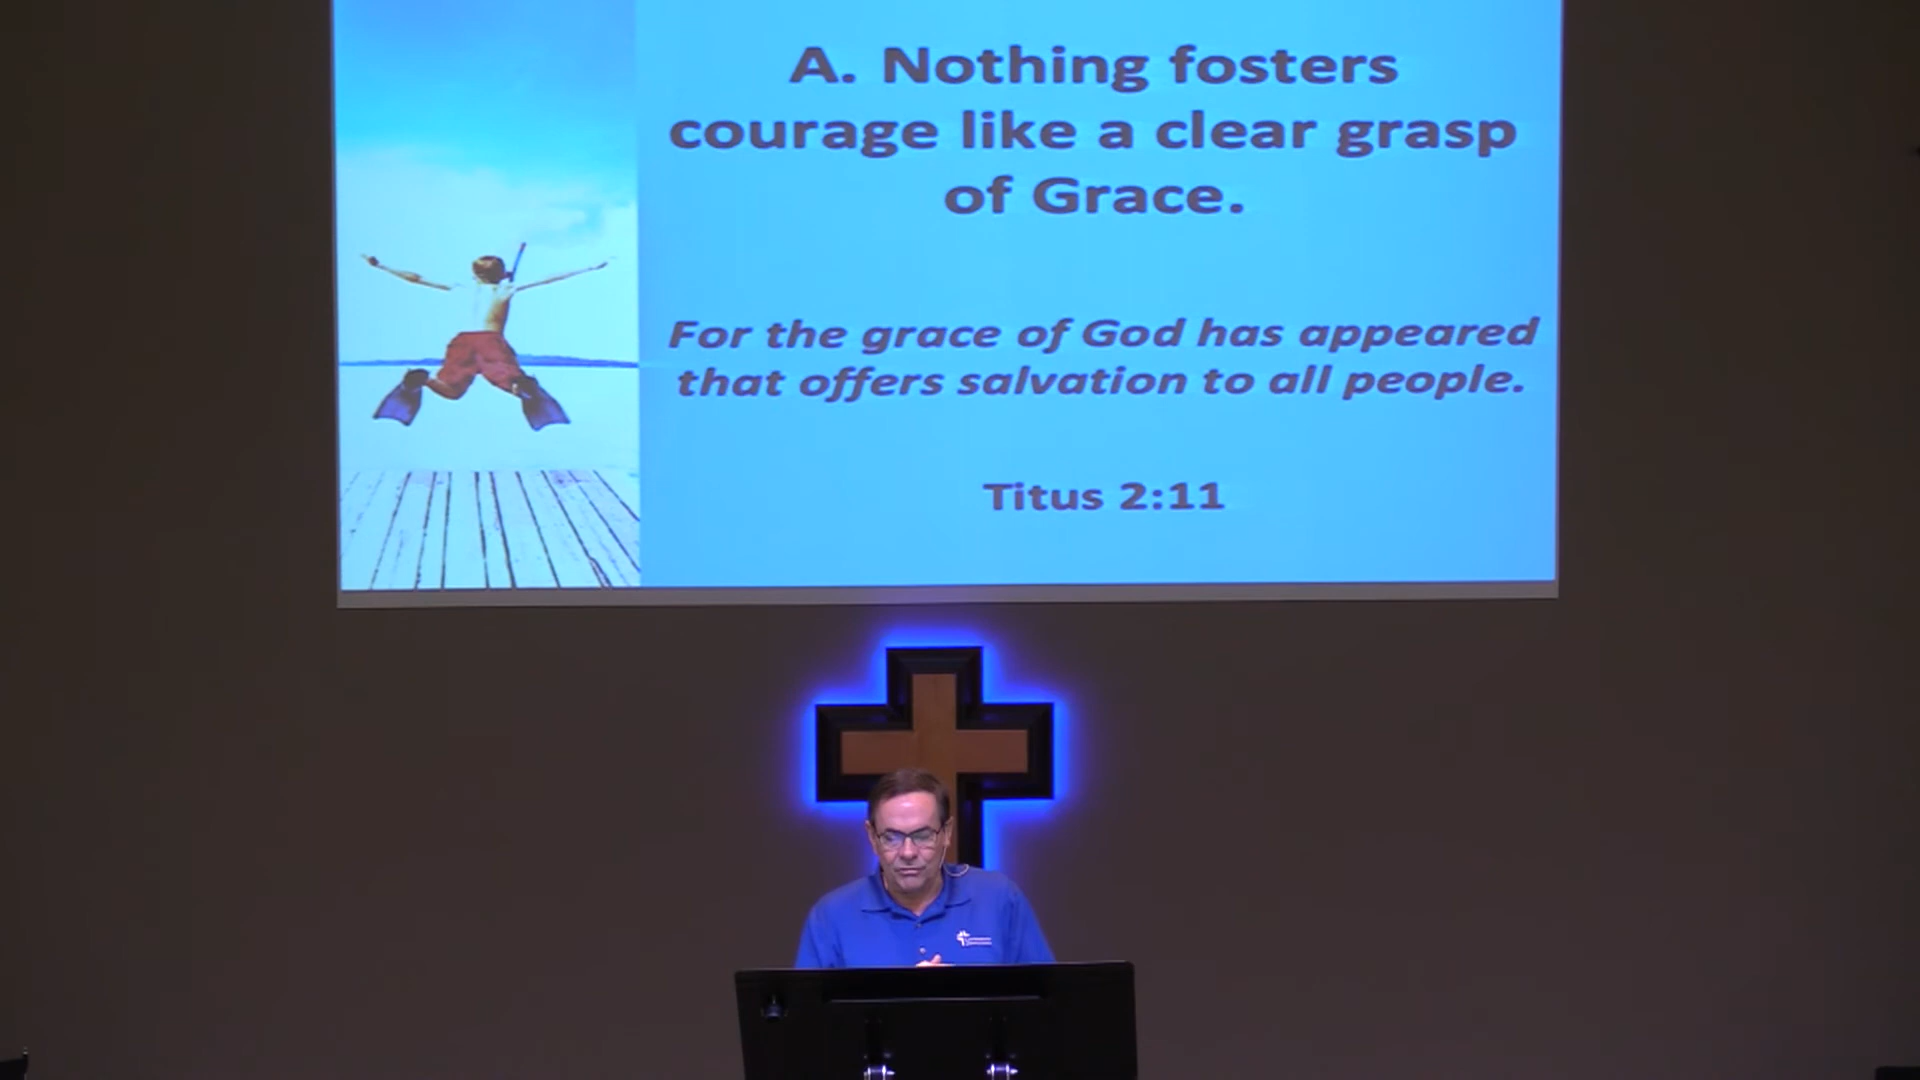 A. Nothing fosters
courage like a clear grasp
of Grace.
For the grace of God has appeared
that offers salvation to all people.
Titus 2:11